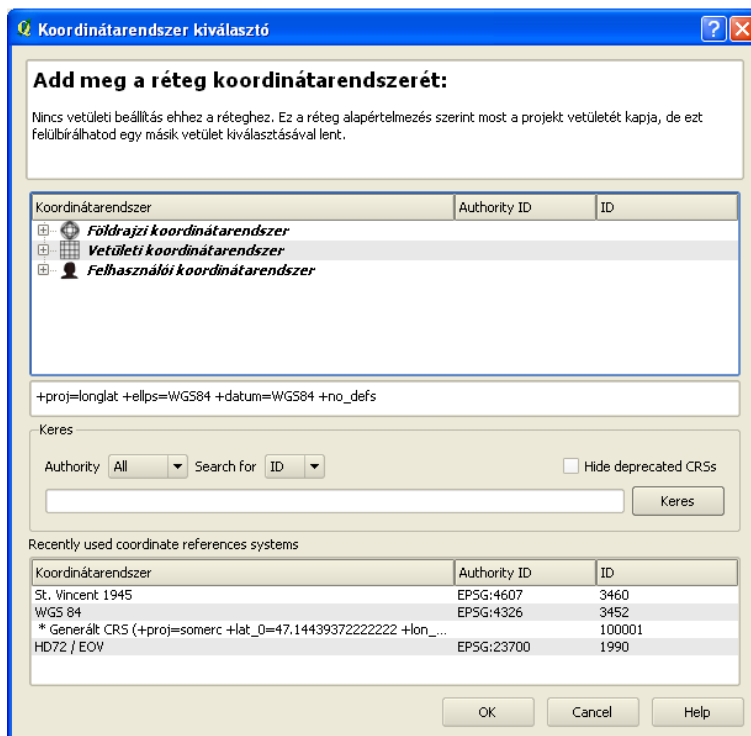 Koordinátarendszer kiválasztó
Add meg a réteg koordinátarendszerét:
Nincs vetületi beállítás ehhez a réteghez. Ez a réteg alapértelmezés szerint most a projekt vetületét kapja, de ezt
felülbírálhatod egy másik vetület kiválasztásával lent.
Koordinátarendszer Authority ID ID
Földrajzi koordinátarendszer
Vetületi koordinátarendszer
Felhasználói koordinátarendszer
+proj=longlat +ellps=WGS84 +datum=WGS84 +no_defs
Keres
Authority All Search for ID Hide deprecated CRSs
Keres
Recently used coordinate references systems
Koordinátarendszer Authority ID ID
St. Vincent 1945 EPSG:4607 3460
WGS 84 EPSG:4326 3452
* Generált CRS (+proj=somerc +lat_0=47.14439372222222 +lon_... 100001
HD72 / EOV EPSG:23700 1990
OK Cancel Help